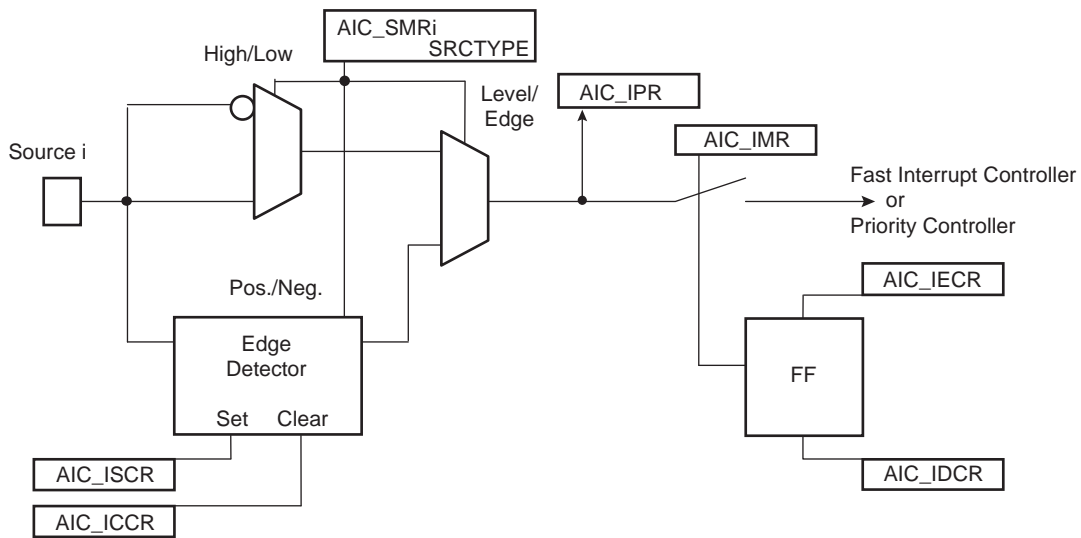 AIC_SMRi
SRCTYPE
High/Low
Level/
Edge
AIC_IPR
AIC_IMR
Source i
Fast Interrupt Controller
or
Priority Controller
Pos./Neg.
AIC_IECR
Edge
Detector
FF
Set Clear
AIC_ISCR
AIC_IDCR
AIC_ICCR